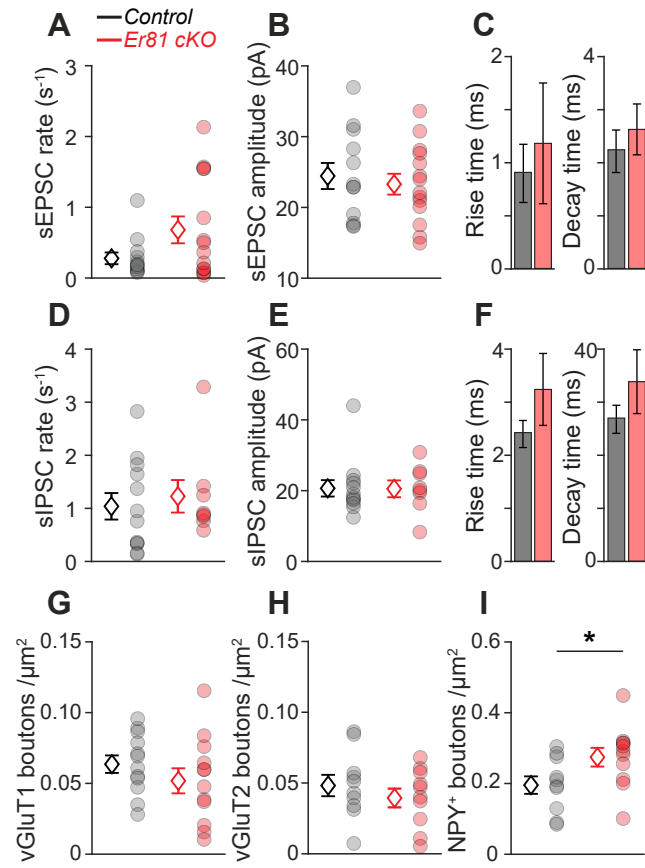 A
Control
Er81 cKO
B
C
sEPSC rate (s⁻¹)
3
2
1
0
sEPSC amplitude (pA)
40
30
20
10
Rise time (ms)
2
1
0
Decay time (ms)
4
2
0
D
E
F
sIPSC rate (s⁻¹)
4
3
2
1
0
sIPSC amplitude (pA)
60
40
20
0
Rise time (ms)
4
2
0
Decay time (ms)
40
20
0
G
H
I
vGluT1 boutons /µm²
0.15
0.10
0.05
0
vGluT2 boutons /µm²
0.15
0.10
0.05
0
NPY⁺ boutons /µm²
0.6
0.4
0.2
0
*